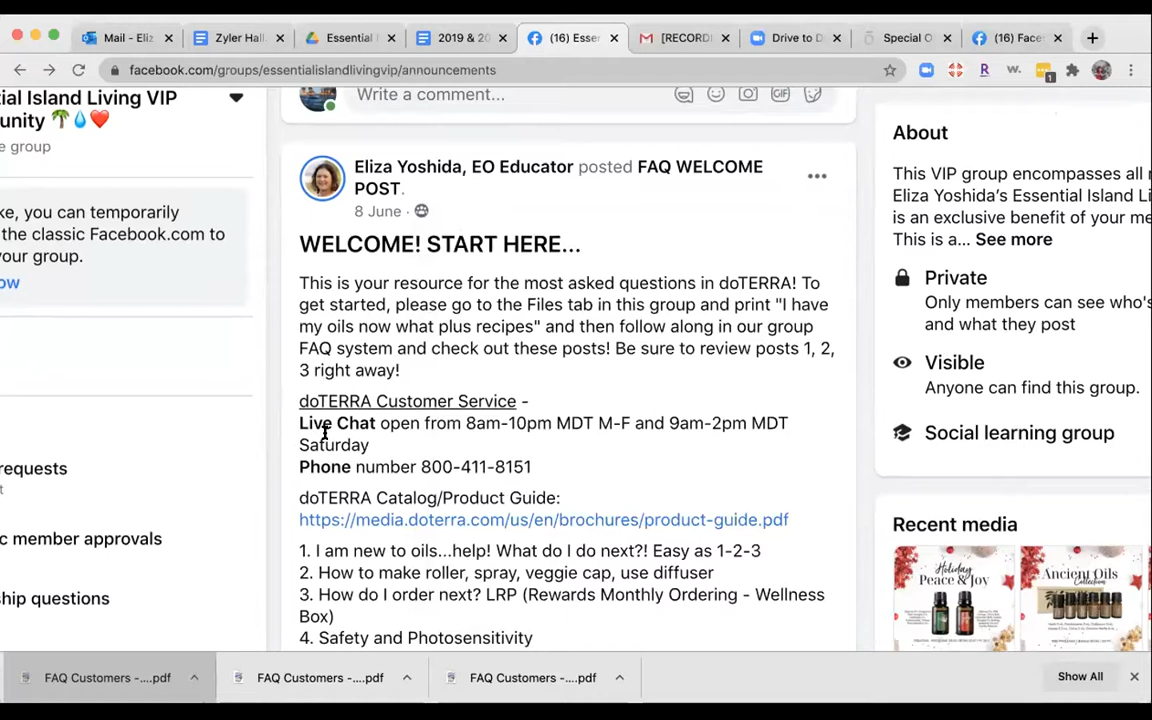 Mail - Eliz
Zyler Hall.
Essential
2019 & 20
(16) Esser
[RECORDI
Drive to D
Special O
(16) Face
facebook.com/groups/essentialislandlivingvip/announcements
1
tial Island Living VIP
unity 🌴💧❤️
e group
ke, you can temporarily
the classic Facebook.com to
your group.
ow
requests
t
c member approvals
ship questions
Write a comment...
GIF
Eliza Yoshida, EO Educator posted FAQ WELCOME
POST.
8 June ·
WELCOME! START HERE...
This is your resource for the most asked questions in doTERRA! To
get started, please go to the Files tab in this group and print "I have
my oils now what plus recipes" and then follow along in our group
FAQ system and check out these posts! Be sure to review posts 1, 2,
3 right away!
doTERRA Customer Service -
Live Chat open from 8am-10pm MDT M-F and 9am-2pm MDT
Saturday
Phone number 800-411-8151
doTERRA Catalog/Product Guide:
https://media.doterra.com/us/en/brochures/product-guide.pdf
1. I am new to oils...help! What do I do next?! Easy as 1-2-3
2. How to make roller, spray, veggie cap, use diffuser
3. How do I order next? LRP (Rewards Monthly Ordering - Wellness
Box)
4. Safety and Photosensitivity
About
This VIP group encompasses all
Eliza Yoshida's Essential Island Li
is an exclusive benefit of your me
This is a... See more
Private
Only members can see who's
and what they post
Visible
Anyone can find this group.
Social learning group
Recent media
Holiday
Peace & Joy
Ancient Oils
Collection
FAQ Customers -....pdf
FAQ Customers -....pdf
FAQ Customers -....pdf
Show All